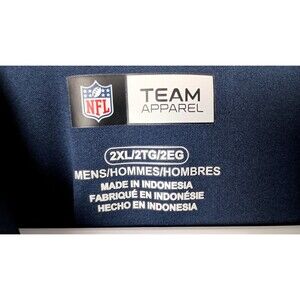 NFL
TEAM
APPAREL
2XL/2TG/2EG
MENS/HOMMES/HOMBRES
MADE IN INDONESIA
FABRIQUÉ EN INDONÉSIE
HECHO EN INDONESIA